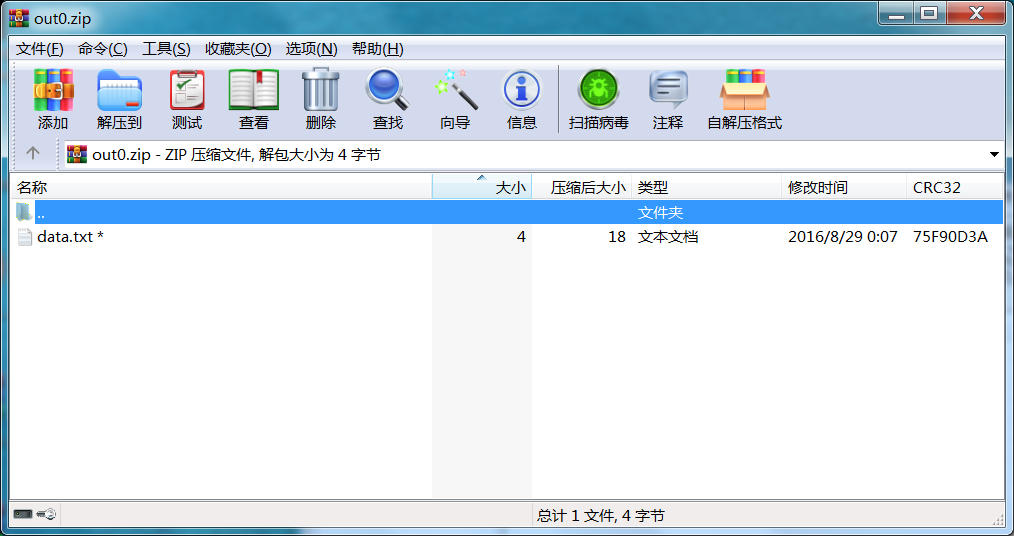 out0.zip
文件(F) 命令(C) 工具(S) 收藏夹(O) 选项(N) 帮助(H)
添加 解压到 测试 查看 删除 查找 向导 信息 扫描病毒 注释 自解压格式
out0.zip - ZIP 压缩文件, 解包大小为 4 字节
名称 大小 压缩后大小 类型 修改时间 CRC32
.. 文件夹
data.txt * 4 18 文本文档 2016/8/29 0:07 75F90D3A
总计 1 文件, 4 字节